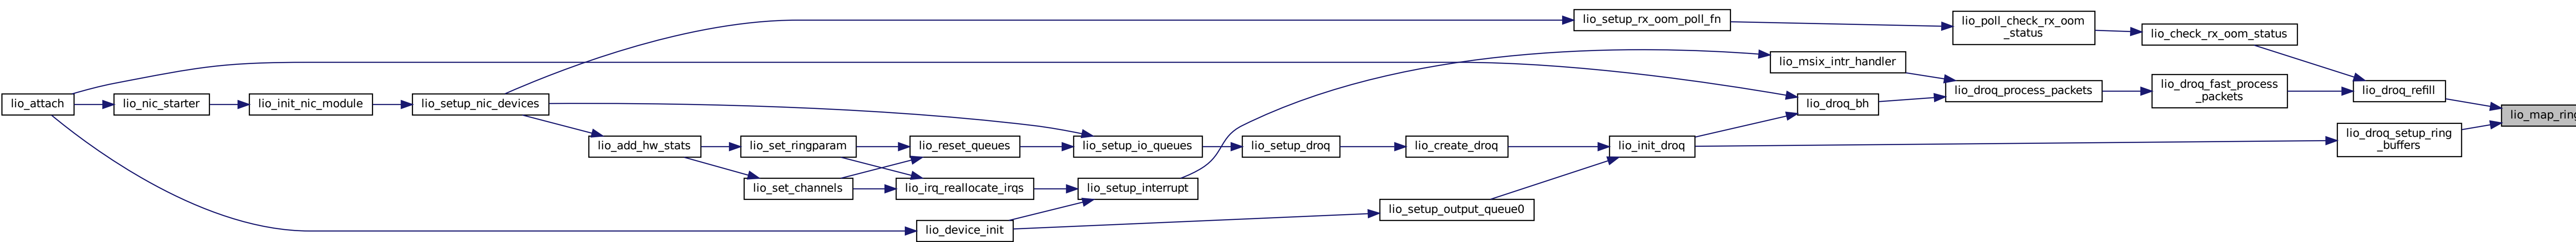 lio_setup_rx_oom_poll_fn
lio_poll_check_rx_oom
_status
lio_check_rx_oom_status
lio_msix_intr_handler
lio_attach
lio_nic_starter
lio_init_nic_module
lio_setup_nic_devices
lio_droq_bh
lio_droq_process_packets
lio_droq_fast_process
_packets
lio_droq_refill
lio_map_ring
lio_add_hw_stats
lio_set_ringparam
lio_reset_queues
lio_setup_io_queues
lio_setup_droq
lio_create_droq
lio_init_droq
lio_droq_setup_ring
_buffers
lio_set_channels
lio_irq_reallocate_irqs
lio_setup_interrupt
lio_setup_output_queue0
lio_device_init